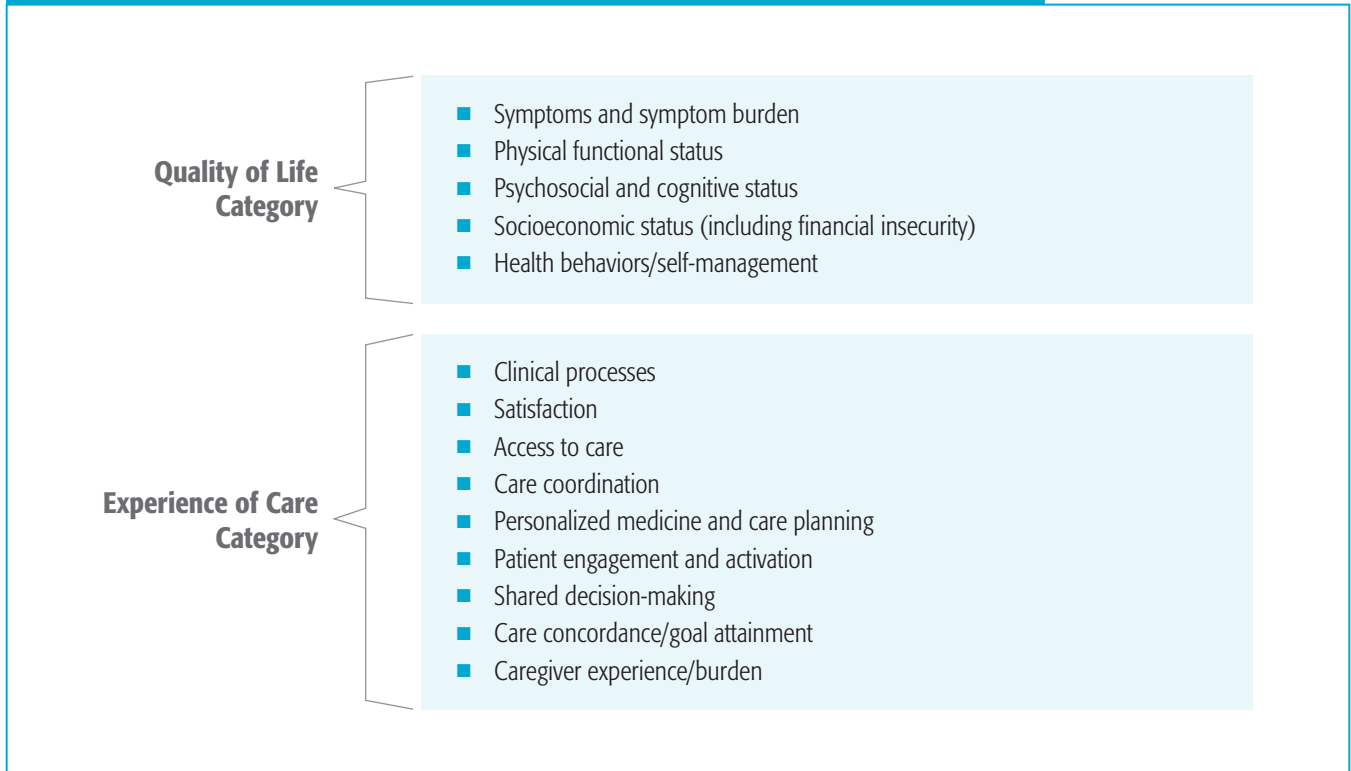 Quality of Life
Category
Symptoms and symptom burden
Physical functional status
Psychosocial and cognitive status
Socioeconomic status (including financial insecurity)
Health behaviors/self-management
Experience of Care
Category
Clinical processes
Satisfaction
Access to care
Care coordination
Personalized medicine and care planning
Patient engagement and activation
Shared decision-making
Care concordance/goal attainment
Caregiver experience/burden